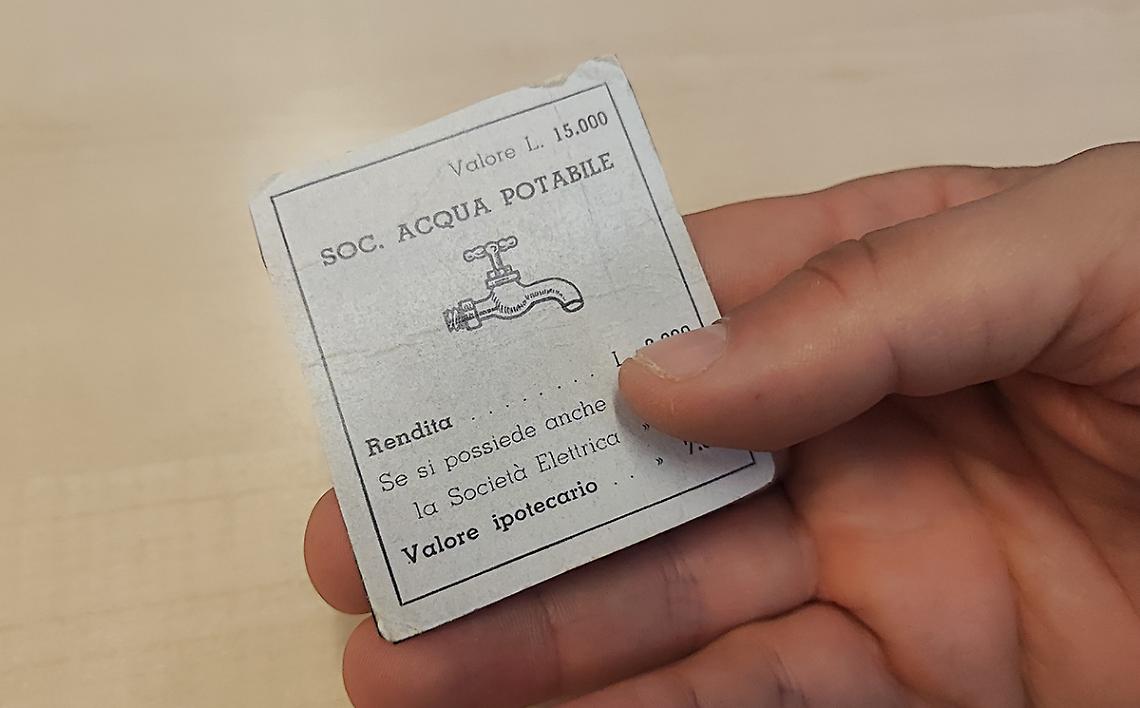 Valore L. 15.000
SOC. ACQUA POTABILE
Rendita . . . . . . . . L.
Se si possiede anche
la Società Elettrica »
Valore ipotecario . . »